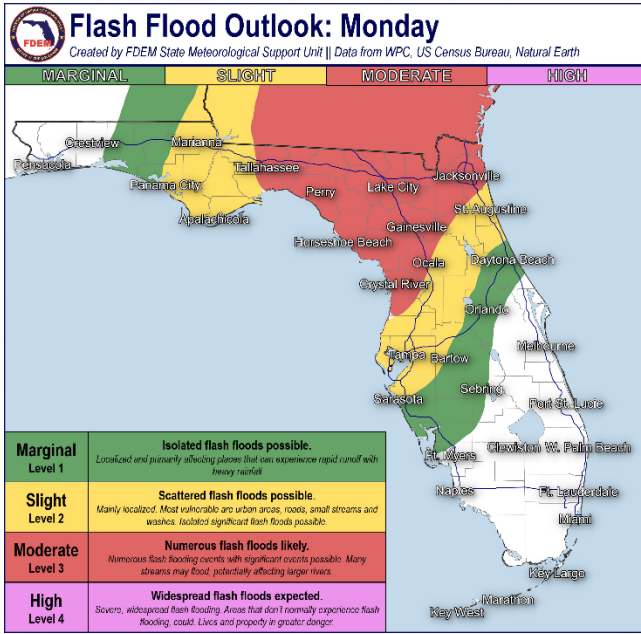 FDEM
Flash Flood Outlook: Monday
Created by FDEM State Meteorological Support Unit || Data from WPC, US Census Bureau, Natural Earth
MARGINAL
SLIGHT
MODERATE
HIGH
Crestview
Marianna
Pensacola
Tallahassee
Jacksonville
Panama City
Perry
Lake City
St. Augustine
Apalachicola
Gainesville
Horseshoe Beach
Ocala
Daytona Beach
Crystal River
Orlando
Melbourne
Tampa
Bartow
Sebring
Sarasota
Port St. Lucie
Ft. Myers
Clewiston
W. Palm Beach
Naples
Ft. Lauderdale
Miami
Key Largo
Marathon
Key West
Marginal
Level 1
Isolated flash floods possible.
Localized and primarily affecting places that can experience rapid runoff with
heavy rainfall
Slight
Level 2
Scattered flash floods possible.
Mainly localized. Most vulnerable are urban areas, roads, small streams and
washes. Isolated significant flash floods possible.
Moderate
Level 3
Numerous flash floods likely.
Numerous flash flooding events with significant events possible. Many
streams may flood, potentially affecting larger rivers.
High
Level 4
Widespread flash floods expected.
Severe, widespread flash flooding. Areas that don't normally experience flash
flooding, could. Lives and property in greater danger.